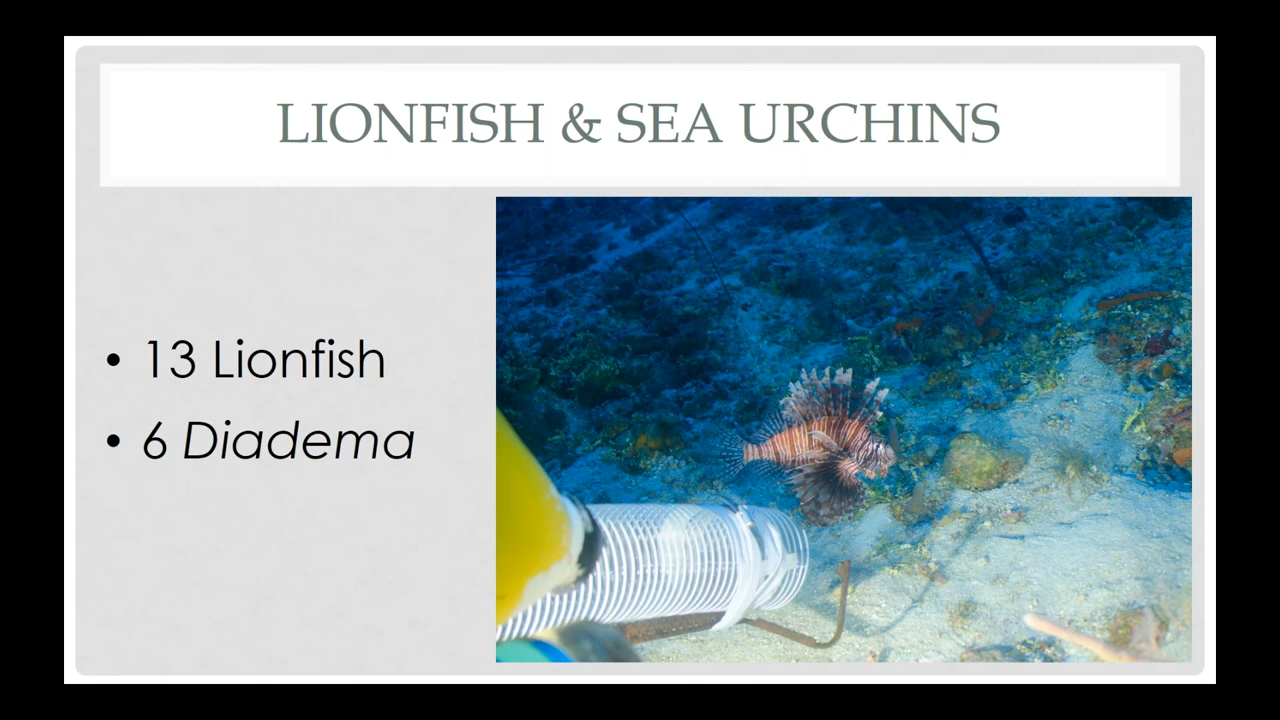 LIONFISH & SEA URCHINS
• 13 Lionfish
• 6 Diadema